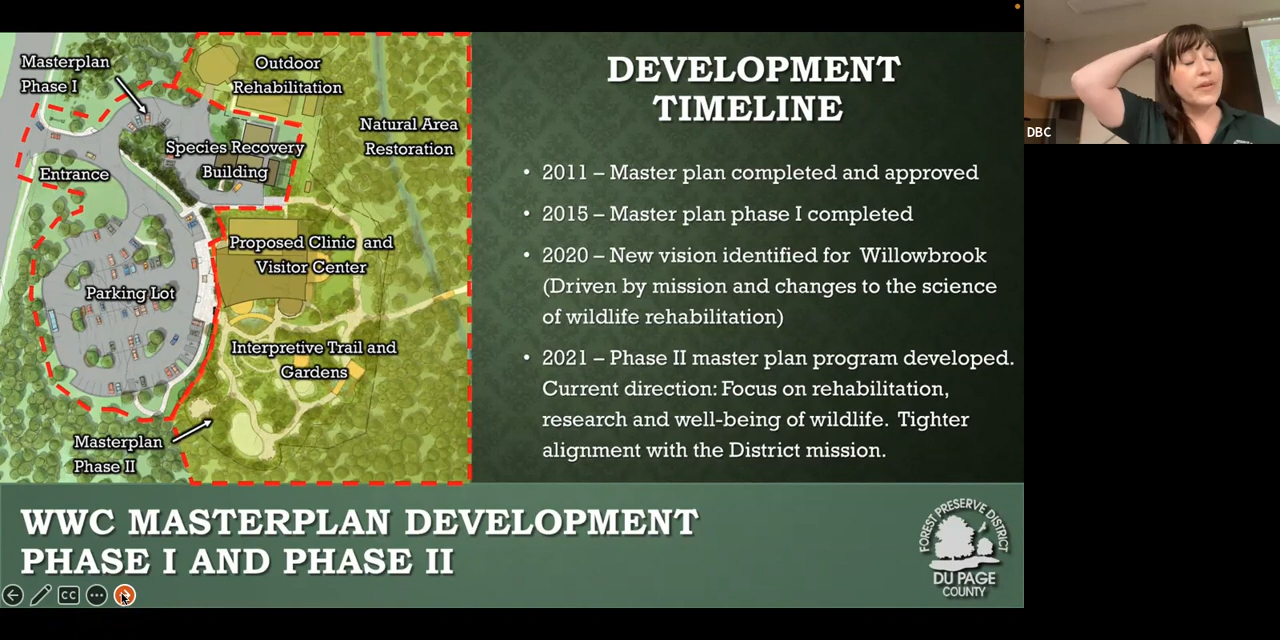 Masterplan
Phase I
Outdoor
Rehabilitation
Natural Area
Restoration
Species Recovery
Building
Entrance
Proposed Clinic and
Visitor Center
Parking Lot
Interpretive Trail and
Gardens
Masterplan
Phase II
DEVELOPMENT
TIMELINE
• 2011 – Master plan completed and approved
• 2015 – Master plan phase I completed
• 2020 – New vision identified for Willowbrook
(Driven by mission and changes to the science
of wildlife rehabilitation)
• 2021 – Phase II master plan program developed.
Current direction: Focus on rehabilitation,
research and well-being of wildlife. Tighter
alignment with the District mission.
WWC MASTERPLAN DEVELOPMENT
PHASE I AND PHASE II
FOREST PRESERVE DISTRICT
DU PAGE
COUNTY
CC
DBC